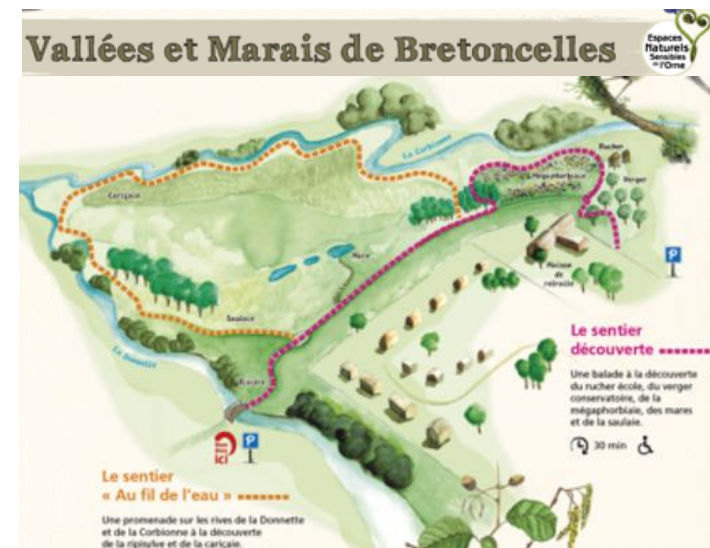 Vallées et Marais de Bretoncelles
Espaces
Naturels
Sensibles
de l'Orne
La Corbionne
Rucher
Verger
Mégaphorbiaie
Cariçaie
Mare
Maison
de
retraite
P
Saulaie
La Donnette
Le sentier
découverte
Une balade à la découverte
du rucher école, du verger
conservatoire, de la
mégaphorbiaie, des mares
et de la saulaie.
30 min
ici
P
Le sentier
« Au fil de l'eau »
Une promenade sur les rives de la Donnette
et de la Corbionne à la découverte
de la ripisylve et de la cariçaie.